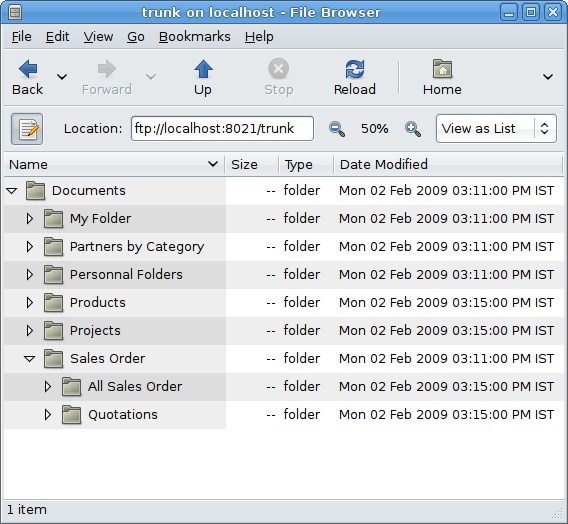 trunk on localhost - File Browser
File Edit View Go Bookmarks Help
Back Forward Up Stop Reload Home
Location: ftp://localhost:8021/trunk 50% View as List
Name Size Type Date Modified
Documents -- folder Mon 02 Feb 2009 03:11:00 PM IST
My Folder -- folder Mon 02 Feb 2009 03:11:00 PM IST
Partners by Category -- folder Mon 02 Feb 2009 03:11:00 PM IST
Personnal Folders -- folder Mon 02 Feb 2009 03:11:00 PM IST
Products -- folder Mon 02 Feb 2009 03:15:00 PM IST
Projects -- folder Mon 02 Feb 2009 03:15:00 PM IST
Sales Order -- folder Mon 02 Feb 2009 03:11:00 PM IST
All Sales Order -- folder Mon 02 Feb 2009 03:15:00 PM IST
Quotations -- folder Mon 02 Feb 2009 03:15:00 PM IST
1 item